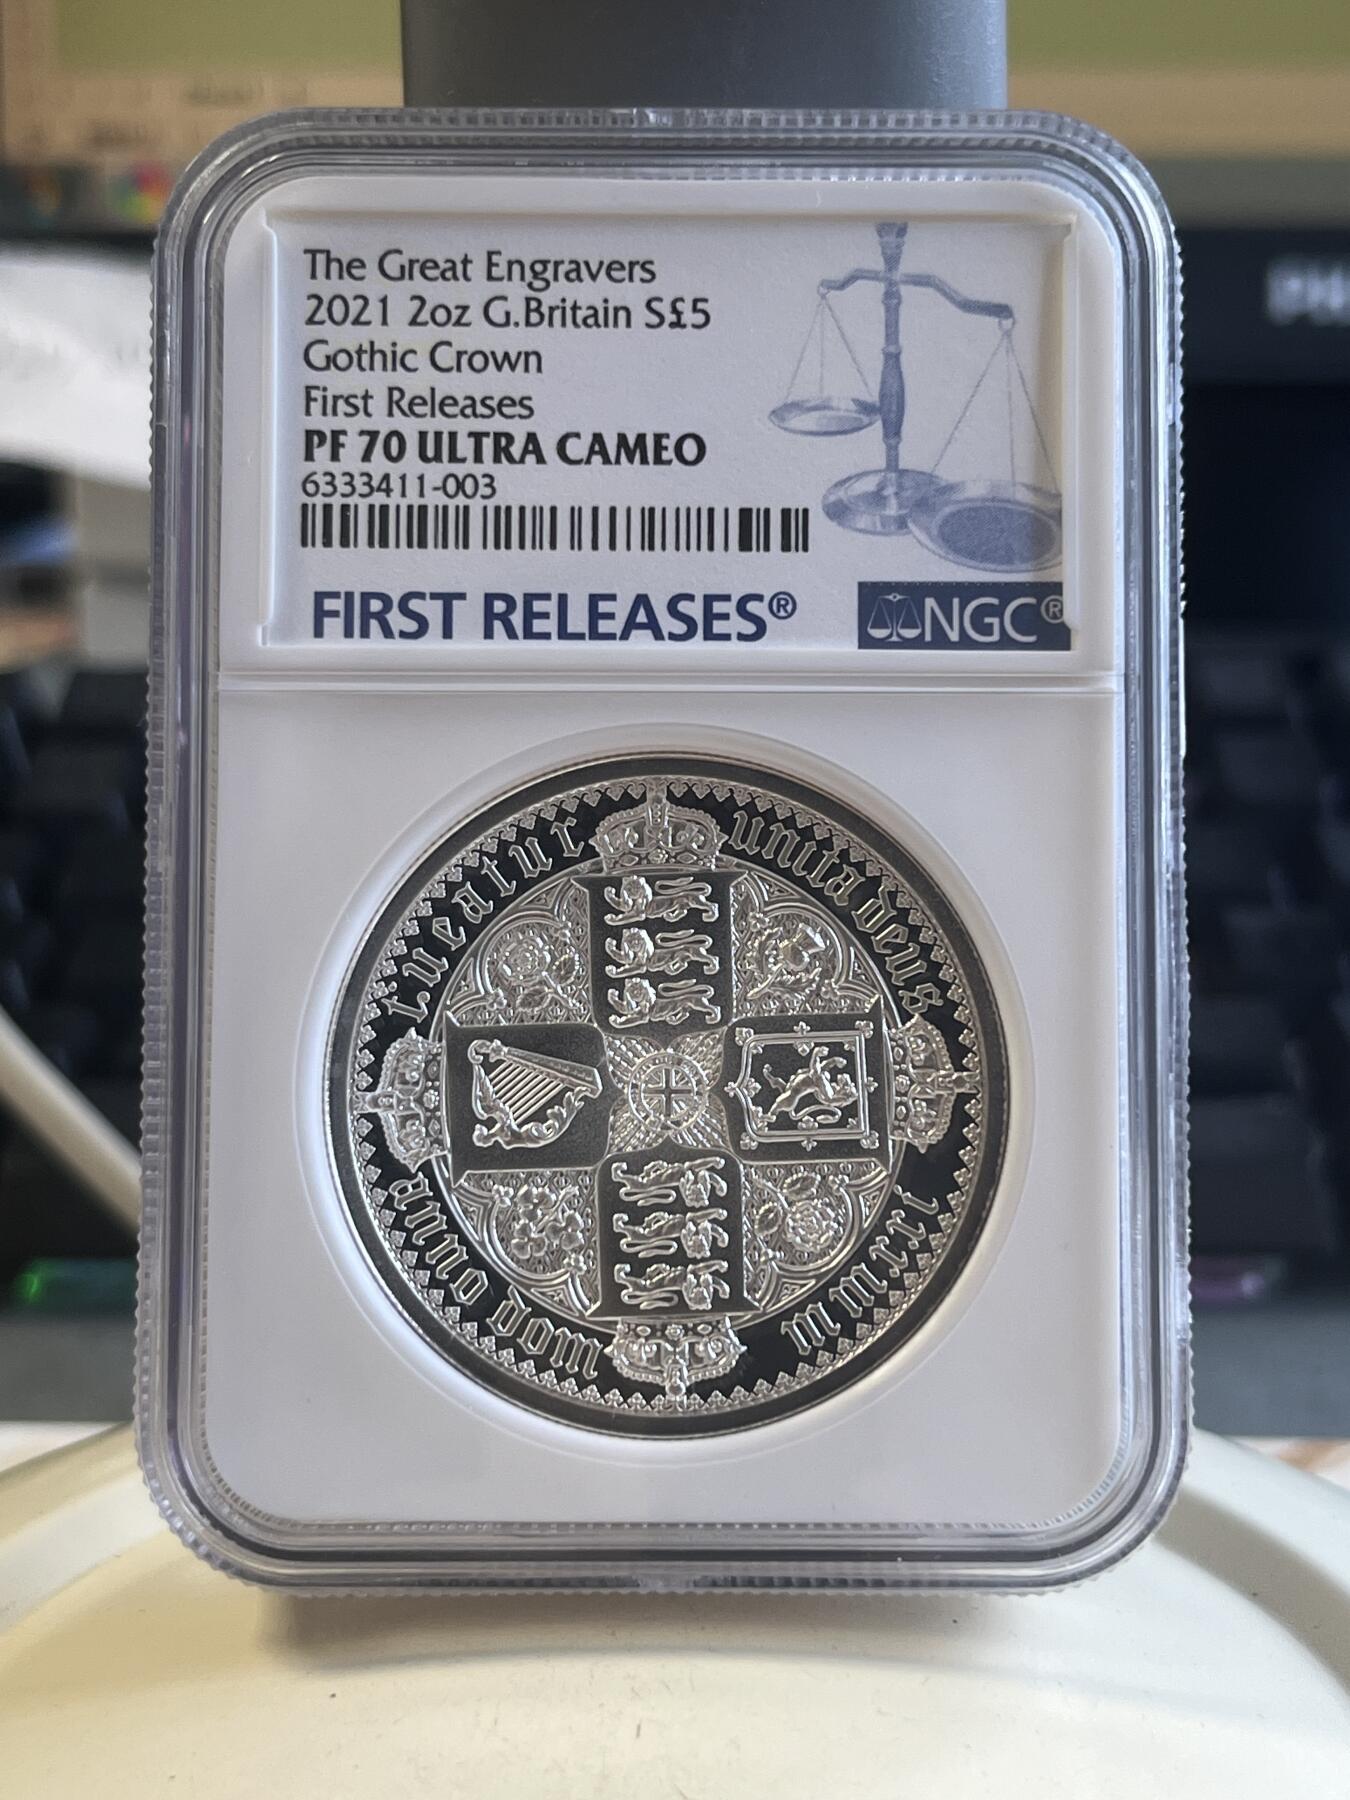 The Great Engravers
2021 2oz G.Britain S£5
Gothic Crown
First Releases
PF 70 ULTRA CAMEO
6333411-003
FIRST RELEASES®
NGC®
tueatur unita deus
anno dom mmxxi